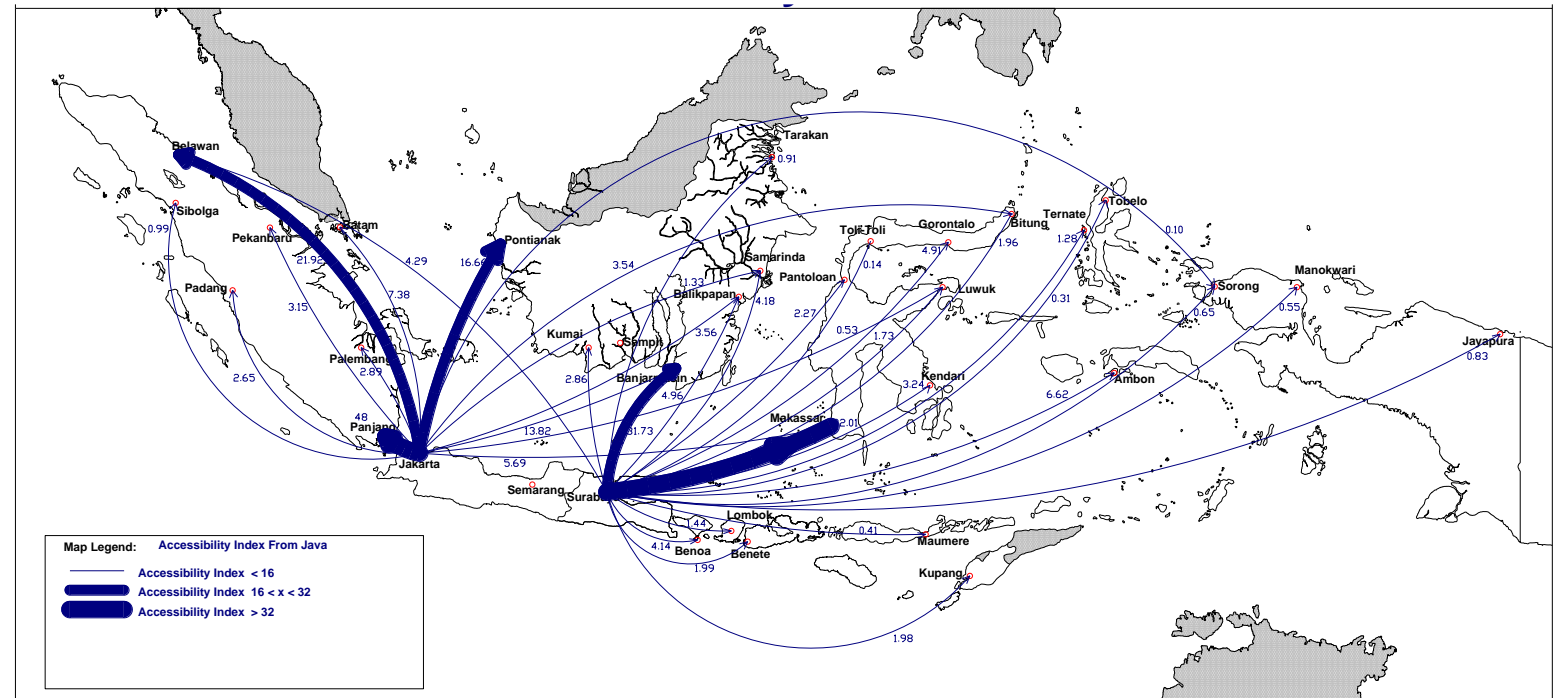 Tarakan
0.91
Belawan
Sibolga
0.99
Tobelo
Ternate
Bitung
Gorontalo
Toli-Toli
1.28
1.96
0.10
Batam
Pekanbaru
Pontianak
21.92
4.29
16.66
3.54
4.91
0.14
Samarinda
Pantoloan
Manokwari
Sorong
Padang
7.38
3.15
1.33
Balikpapan
4.18
Luwuk
0.31
0.65
0.55
2.27
0.53
1.73
3.56
Kumai
Sampit
Jayapura
0.83
Palembang
2.89
2.65
2.86
4.96
3.24
Kendari
6.62
Ambon
48
Panjang
13.82
31.73
Makassar
2.01
Jakarta
5.69
Semarang
Lombok
.44
0.41
4.14
Benoa
Benete
Maumere
1.99
Kupang
1.98
Map Legend: Accessibility Index From Java
Accessibility Index < 16
Accessibility Index 16 < x < 32
Accessibility Index > 32